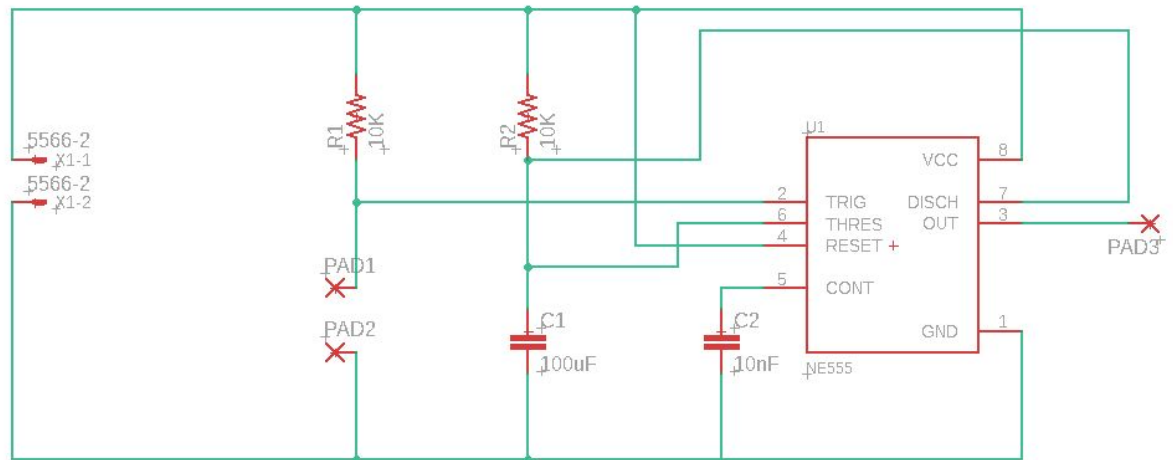 5566-2
X1-1
5566-2
X1-2
R1
10K
R2
10K
PAD1
PAD2
C1
100uF
C2
10nF
U1
VCC
8
2
TRIG
DISCH
7
6
THRES
OUT
3
4
RESET +
5
CONT
GND
1
NE555
PAD3